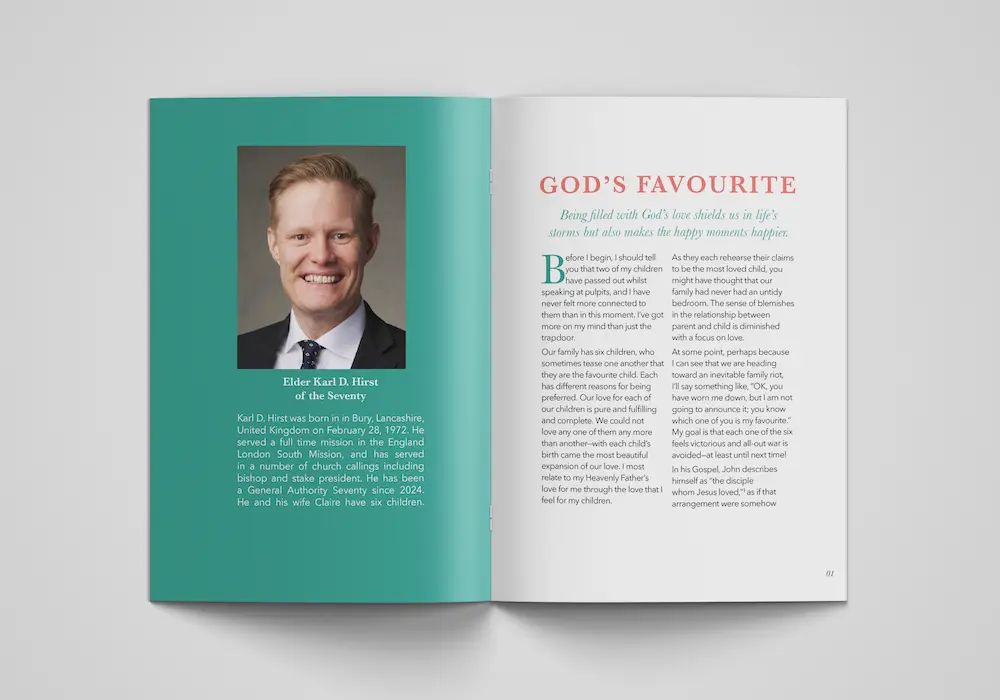 Elder Karl D. Hirst
of the Seventy
Karl D. Hirst was born in in Bury, Lancashire,
United Kingdom on February 28, 1972. He
served a full time mission in the England
London South Mission, and has served
in a number of church callings including
bishop and stake president. He has been
a General Authority Seventy since 2024.
He and his wife Claire have six children.
GOD'S FAVOURITE
Being filled with God's love shields us in life's
storms but also makes the happy moments happier.
Before I begin, I should tell
you that two of my children
have passed out whilst
speaking at pulpits, and I have
never felt more connected to
them than in this moment. I've got
more on my mind than just the
trapdoor.
Our family has six children, who
sometimes tease one another that
they are the favourite child. Each
has different reasons for being
preferred. Our love for each of
our children is pure and fulfilling
and complete. We could not
love any one of them any more
than another–with each child's
birth came the most beautiful
expansion of our love. I most
relate to my Heavenly Father's
love for me through the love that I
feel for my children.
As they each rehearse their claims
to be the most loved child, you
might have thought that our
family had never had an untidy
bedroom. The sense of blemishes
in the relationship between
parent and child is diminished
with a focus on love.
At some point, perhaps because
I can see that we are heading
toward an inevitable family riot,
I'll say something like, "OK, you
have worn me down, but I am not
going to announce it; you know
which one of you is my favourite."
My goal is that each one of the six
feels victorious and all-out war is
avoided–at least until next time!
In his Gospel, John describes
himself as "the disciple
whom Jesus loved,"¹ as if that
arrangement were somehow
01